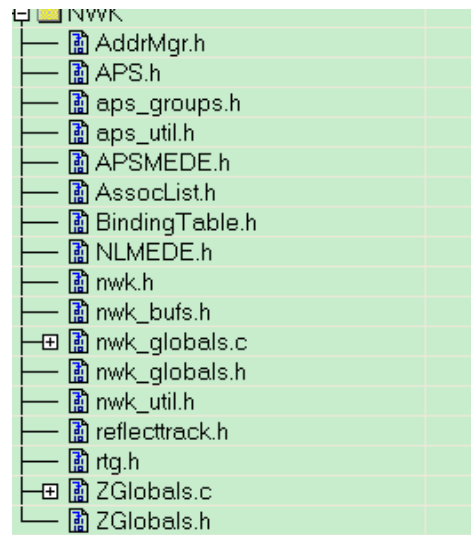 NWK
AddrMgr.h
APS.h
aps_groups.h
aps_util.h
APSMEDE.h
AssocList.h
BindingTable.h
NLMEDE.h
nwk.h
nwk_bufs.h
nwk_globals.c
nwk_globals.h
nwk_util.h
reflecttrack.h
rtg.h
ZGlobals.c
ZGlobals.h